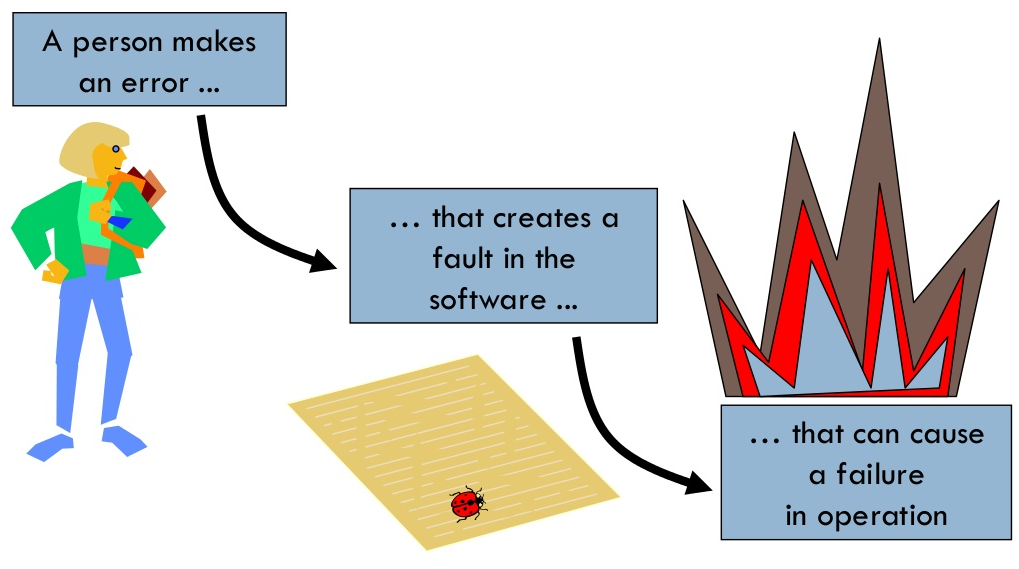 A person makes
an error ...
... that creates a
fault in the
software ...
... that can cause
a failure
in operation